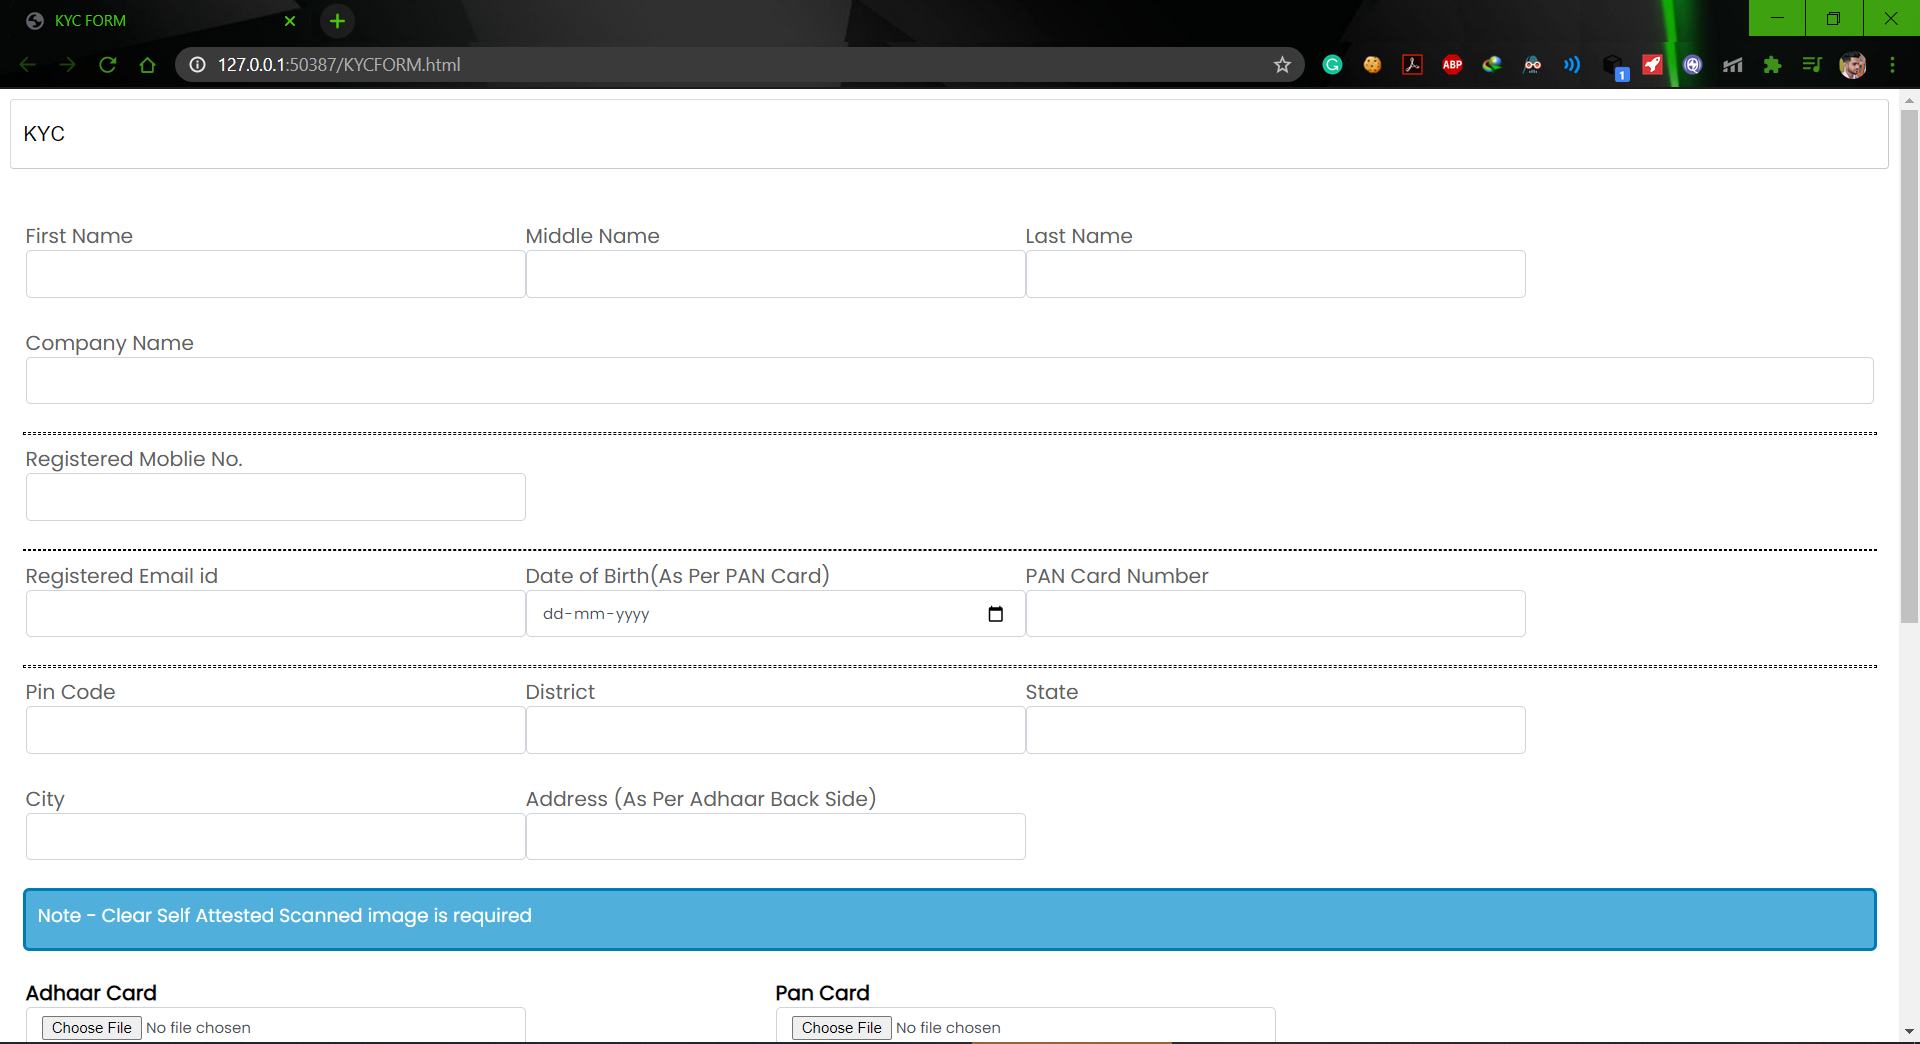 KYC FORM
127.0.0.1:50387/KYCFORM.html
ABP
1
KYC
First Name Middle Name Last Name
Company Name
Registered Moblie No.
Registered Email id Date of Birth(As Per PAN Card) PAN Card Number
dd-mm-yyyy
Pin Code District State
City Address (As Per Adhaar Back Side)
Note - Clear Self Attested Scanned image is required
Adhaar Card Pan Card
Choose File No file chosen Choose File No file chosen